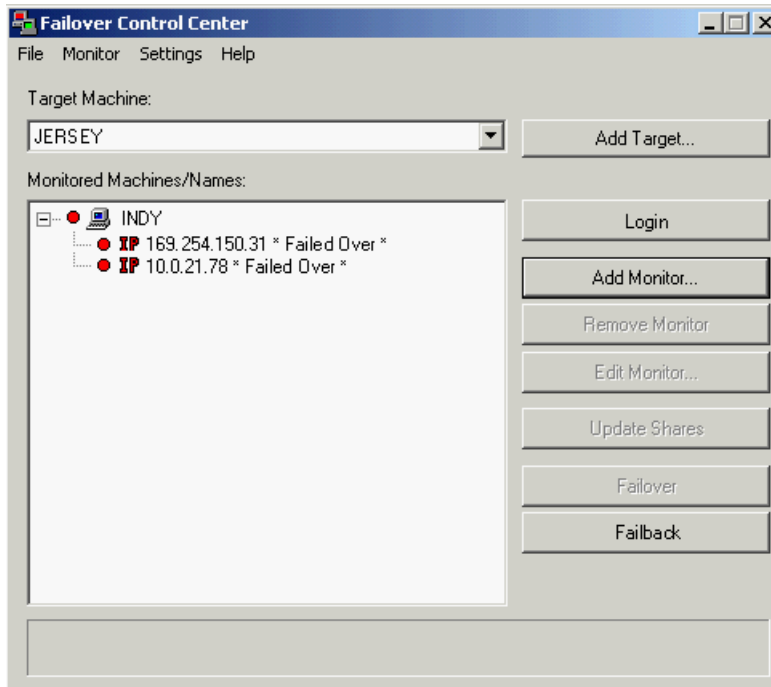 Failover Control Center
File Monitor Settings Help
Target Machine:
JERSEY
Add Target...
Monitored Machines/Names:
INDY
IP 169.254.150.31 * Failed Over *
IP 10.0.21.78 * Failed Over *
Login
Add Monitor...
Remove Monitor
Edit Monitor...
Update Shares
Failover
Failback